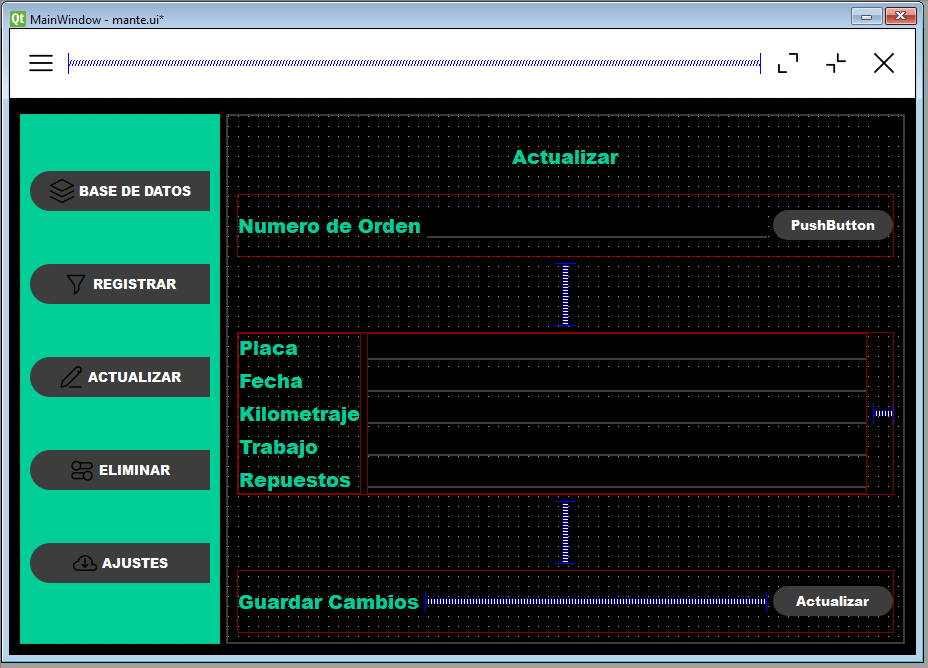 Qt MainWindow - mante.ui*
Actualizar
BASE DE DATOS
REGISTRAR
ACTUALIZAR
ELIMINAR
AJUSTES
Numero de Orden PushButton
Placa
Fecha
Kilometraje
Trabajo
Repuestos
Guardar Cambios Actualizar